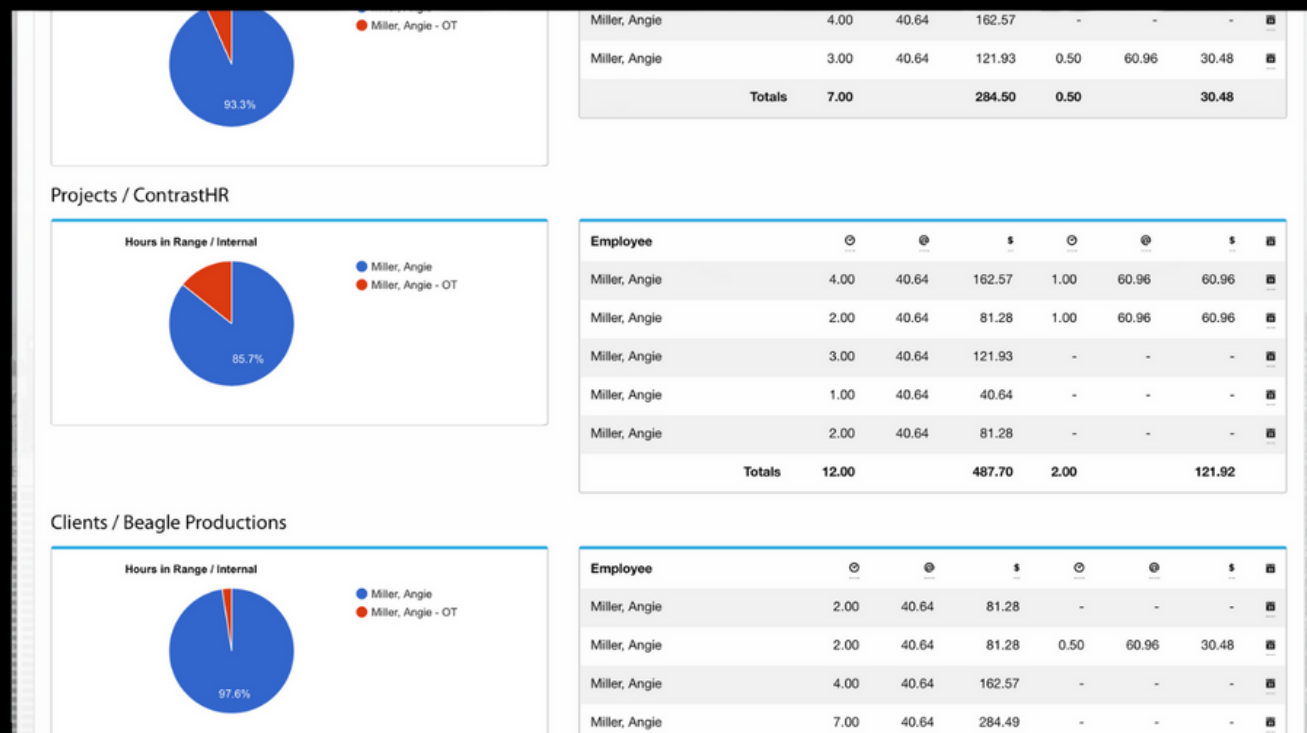 Miller, Angie - OT
93.3%
Miller, Angie 4.00 40.64 162.57 - - -
Miller, Angie 3.00 40.64 121.93 0.50 60.96 30.48
Totals 7.00 284.50 0.50 30.48
Projects / ContrastHR
Hours in Range / Internal
Miller, Angie
Miller, Angie - OT
85.7%
Employee @ $ @ $
Miller, Angie 4.00 40.64 162.57 1.00 60.96 60.96
Miller, Angie 2.00 40.64 81.28 1.00 60.96 60.96
Miller, Angie 3.00 40.64 121.93 - - -
Miller, Angie 1.00 40.64 40.64 - - -
Miller, Angie 2.00 40.64 81.28 - - -
Totals 12.00 487.70 2.00 121.92
Clients / Beagle Productions
Hours in Range / Internal
Miller, Angie
Miller, Angie - OT
97.6%
Employee @ $ @ $
Miller, Angie 2.00 40.64 81.28 - - -
Miller, Angie 2.00 40.64 81.28 0.50 60.96 30.48
Miller, Angie 4.00 40.64 162.57 - - -
Miller, Angie 7.00 40.64 284.49 - - -